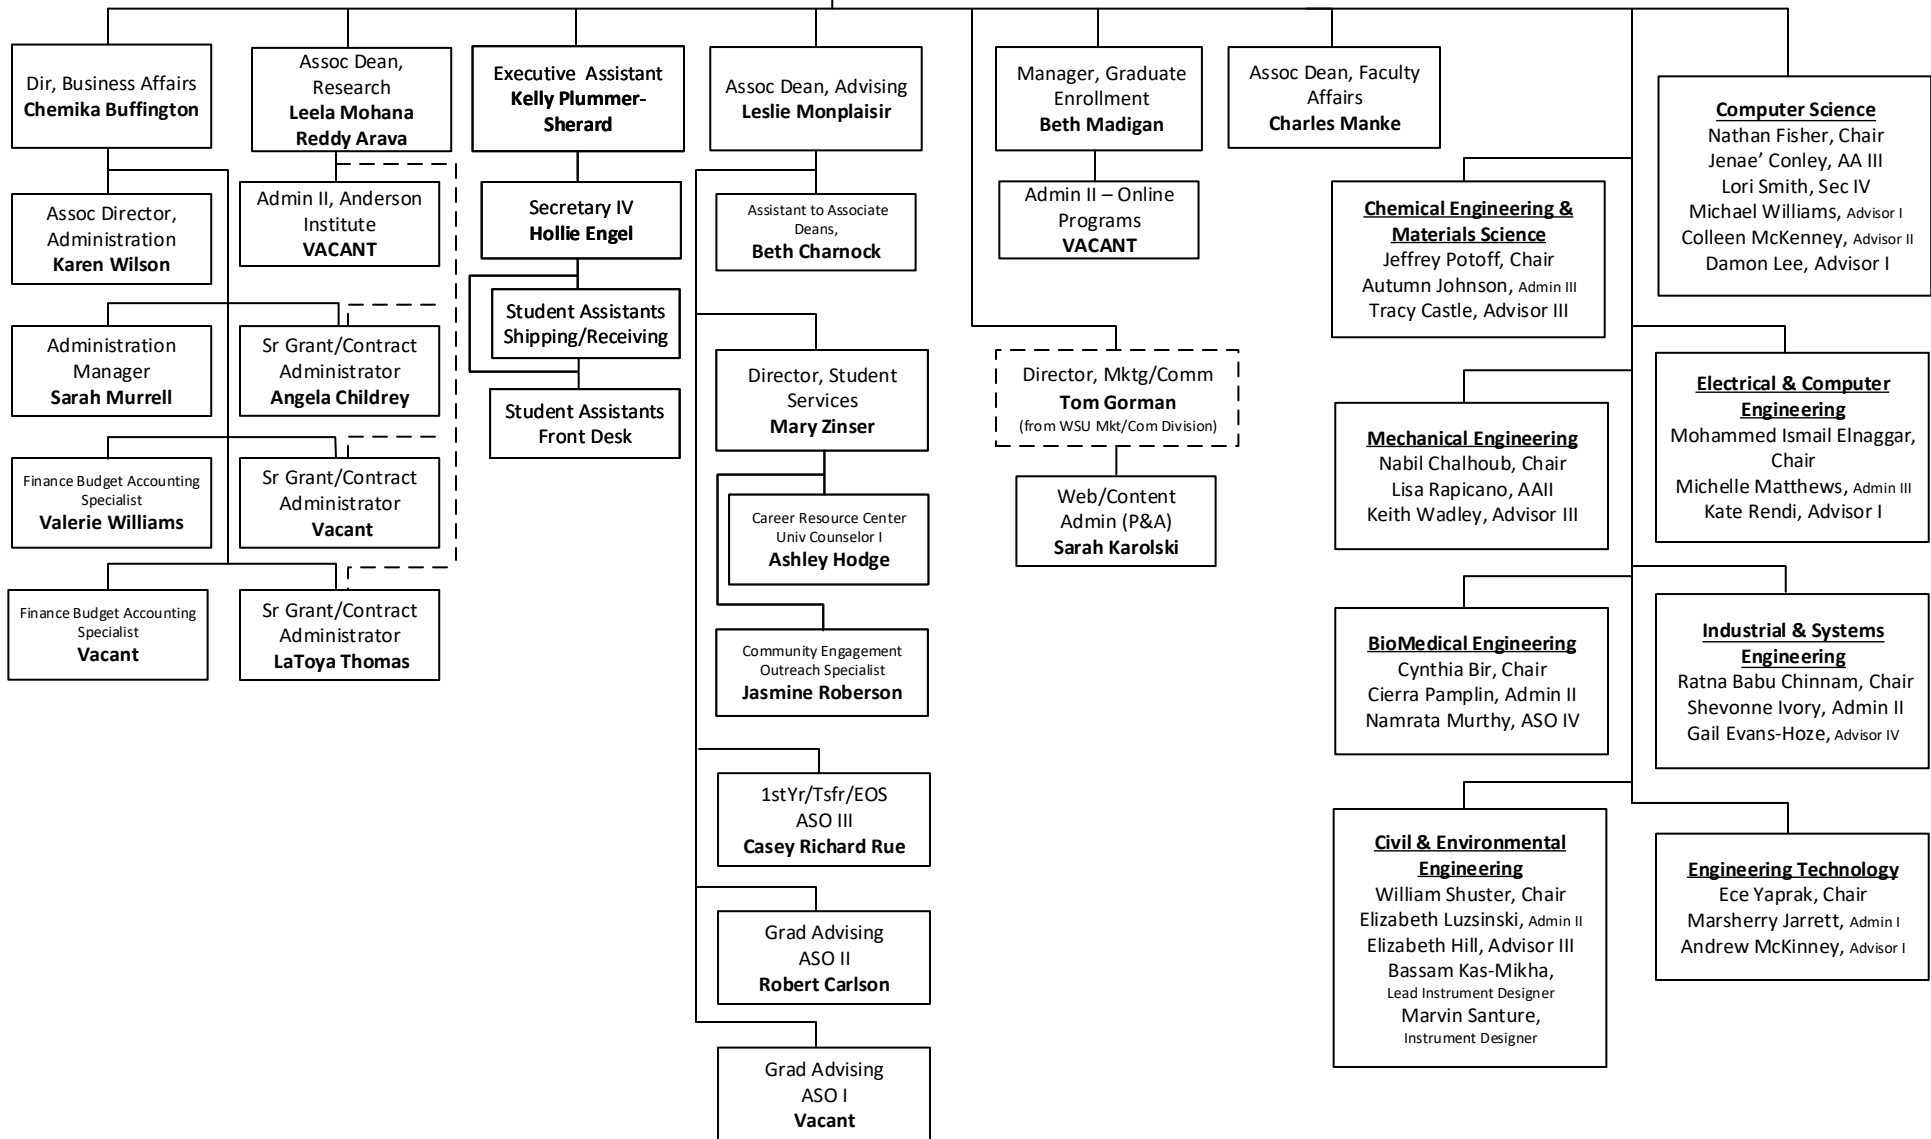 Dir, Business Affairs
Chemika Buffington
Assoc Director,
Administration
Karen Wilson
Administration
Manager
Sarah Murrell
Finance Budget Accounting
Specialist
Valerie Williams
Finance Budget Accounting
Specialist
Vacant
Assoc Dean,
Research
Leela Mohana
Reddy Arava
Admin II, Anderson
Institute
VACANT
Sr Grant/Contract
Administrator
Angela Childrey
Sr Grant/Contract
Administrator
Vacant
Sr Grant/Contract
Administrator
LaToya Thomas
Executive Assistant
Kelly Plummer-
Sherard
Secretary IV
Hollie Engel
Student Assistants
Shipping/Receiving
Student Assistants
Front Desk
Assoc Dean, Advising
Leslie Monplaisir
Assistant to Associate
Deans,
Beth Charnock
Director, Student
Services
Mary Zinser
Career Resource Center
Univ Counselor I
Ashley Hodge
Community Engagement
Outreach Specialist
Jasmine Roberson
1stYr/Tsfr/EOS
ASO III
Casey Richard Rue
Grad Advising
ASO II
Robert Carlson
Grad Advising
ASO I
Vacant
Manager, Graduate
Enrollment
Beth Madigan
Admin II – Online
Programs
VACANT
Director, Mktg/Comm
Tom Gorman
(from WSU Mkt/Com Division)
Web/Content
Admin (P&A)
Sarah Karolski
Assoc Dean, Faculty
Affairs
Charles Manke
Chemical Engineering &
Materials Science
Jeffrey Potoff, Chair
Autumn Johnson, Admin III
Tracy Castle, Advisor III
Mechanical Engineering
Nabil Chalhoub, Chair
Lisa Rapicano, AAII
Keith Wadley, Advisor III
BioMedical Engineering
Cynthia Bir, Chair
Cierra Pamplin, Admin II
Namrata Murthy, ASO IV
Civil & Environmental
Engineering
William Shuster, Chair
Elizabeth Luzsinski, Admin II
Elizabeth Hill, Advisor III
Bassam Kas-Mikha,
Lead Instrument Designer
Marvin Santure,
Instrument Designer
Computer Science
Nathan Fisher, Chair
Jenae’ Conley, AA III
Lori Smith, Sec IV
Michael Williams, Advisor I
Colleen McKenney, Advisor II
Damon Lee, Advisor I
Electrical & Computer
Engineering
Mohammed Ismail Elnaggar,
Chair
Michelle Matthews, Admin III
Kate Rendi, Advisor I
Industrial & Systems
Engineering
Ratna Babu Chinnam, Chair
Shevonne Ivory, Admin II
Gail Evans-Hoze, Advisor IV
Engineering Technology
Ece Yaprak, Chair
Marsherry Jarrett, Admin I
Andrew McKinney, Advisor I